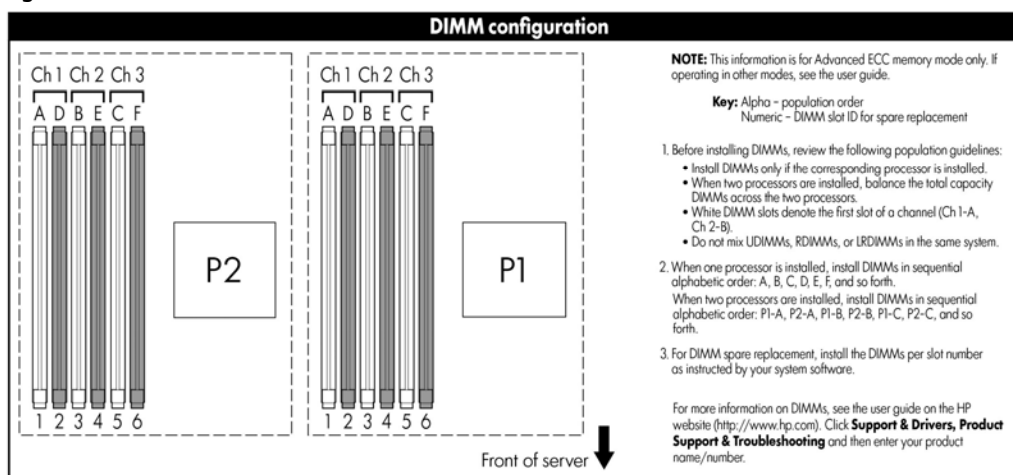 DIMM configuration
Ch 1 Ch 2 Ch 3
A D B E C F
P2
1 2 3 4 5 6
Ch 1 Ch 2 Ch 3
A D B E C F
P1
1 2 3 4 5 6
Front of server
NOTE: This information is for Advanced ECC memory mode only. If
operating in other modes, see the user guide.
Key: Alpha – population order
Numeric – DIMM slot ID for spare replacement
1. Before installing DIMMs, review the following population guidelines:
• Install DIMMs only if the corresponding processor is installed.
• When two processors are installed, balance the total capacity
DIMMs across the two processors.
• White DIMM slots denote the first slot of a channel (Ch 1-A,
Ch 2-B).
• Do not mix UDIMMs, RDIMMs, or LRDIMMs in the same system.
2. When one processor is installed, install DIMMs in sequential
alphabetic order: A, B, C, D, E, F, and so forth.
When two processors are installed, install DIMMs in sequential
alphabetic order: P1-A, P2-A, P1-B, P2-B, P1-C, P2-C, and so
forth.
3. For DIMM spare replacement, install the DIMMs per slot number
as instructed by your system software.
For more information on DIMMs, see the user guide on the HP
website (http://www.hp.com). Click Support & Drivers, Product
Support & Troubleshooting and then enter your product
name/number.